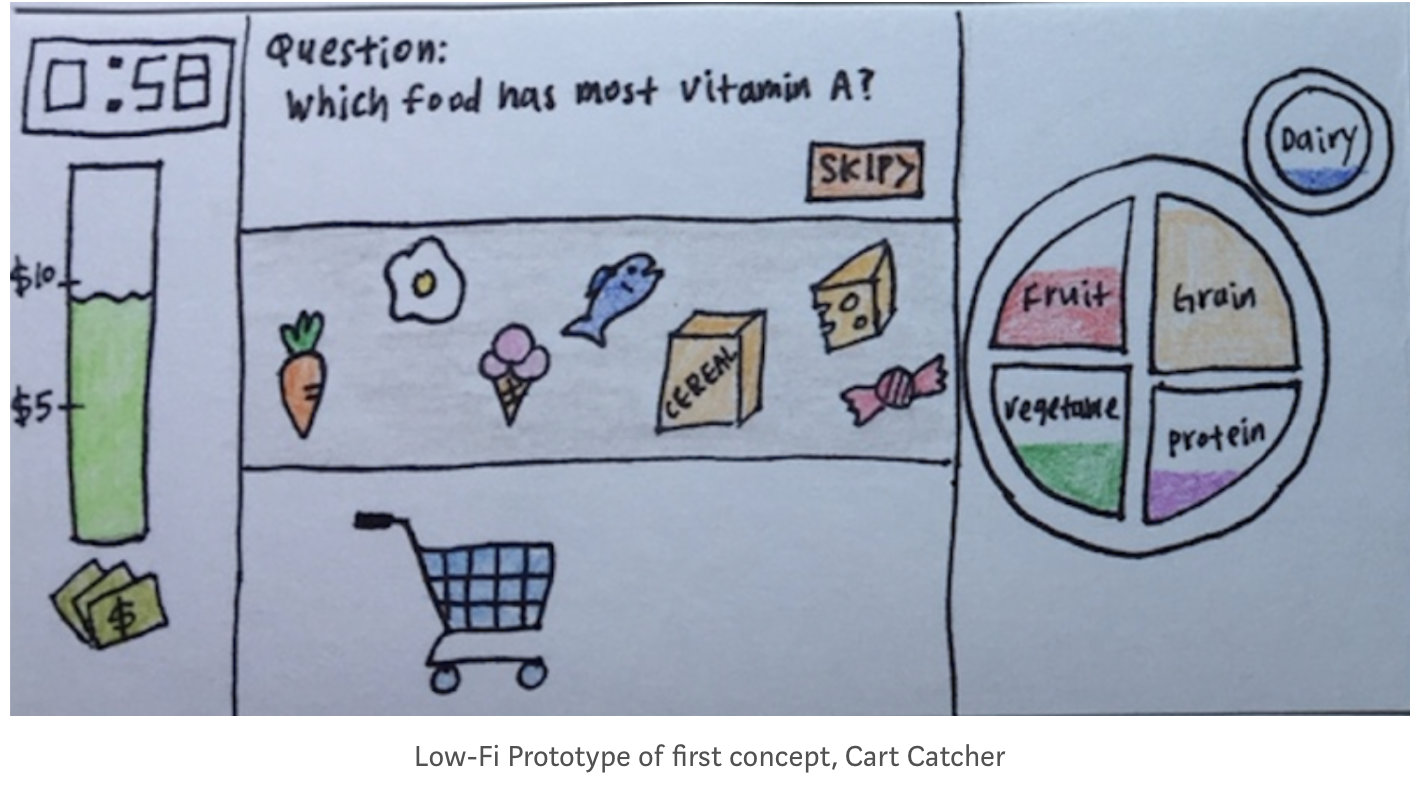 0:58
Question:
Which food has most vitamin A?
SKIP>
$10
$5
$
CEREAL
Dairy
Fruit
Grain
vegetable
protein
Low-Fi Prototype of first concept, Cart Catcher